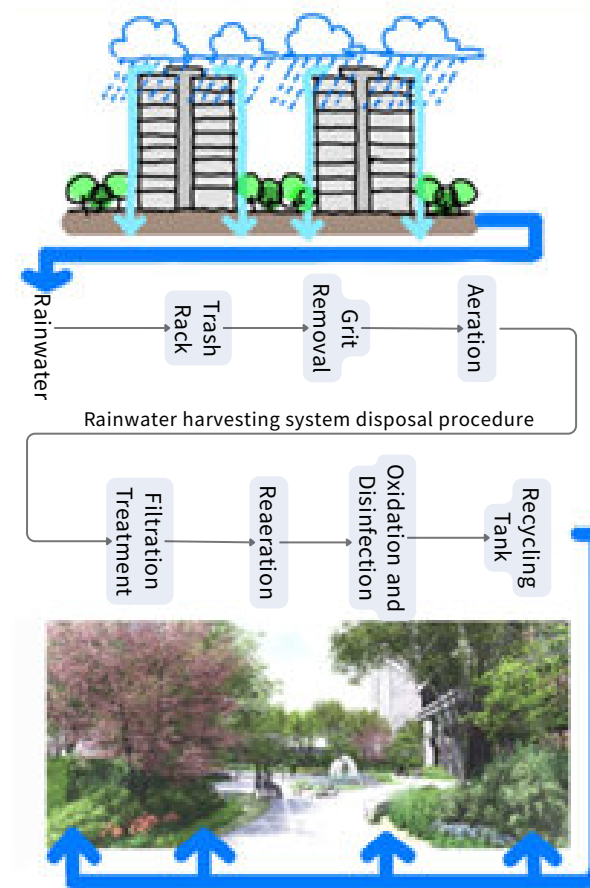 Rainwater
Trash
Rack
Grit
Removal
Aeration
Rainwater harvesting system disposal procedure
Filtration
Treatment
Reaeration
Oxidation and
Disinfection
Recycling
Tank